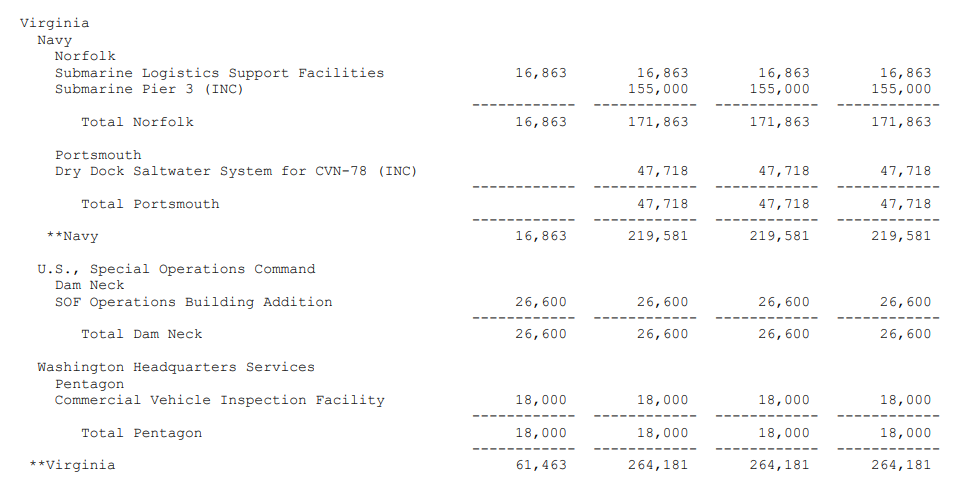 Virginia
Navy
Norfolk
Submarine Logistics Support Facilities 16,863 16,863 16,863 16,863
Submarine Pier 3 (INC) 155,000 155,000 155,000
Total Norfolk 16,863 171,863 171,863 171,863
Portsmouth
Dry Dock Saltwater System for CVN-78 (INC) 47,718 47,718 47,718
Total Portsmouth 47,718 47,718 47,718
**Navy 16,863 219,581 219,581 219,581
U.S., Special Operations Command
Dam Neck
SOF Operations Building Addition 26,600 26,600 26,600 26,600
Total Dam Neck 26,600 26,600 26,600 26,600
Washington Headquarters Services
Pentagon
Commercial Vehicle Inspection Facility 18,000 18,000 18,000 18,000
Total Pentagon 18,000 18,000 18,000 18,000
**Virginia 61,463 264,181 264,181 264,181